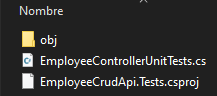 Nombre
obj
EmployeeControllerUnitTests.cs
EmployeeCrudApi.Tests.csproj